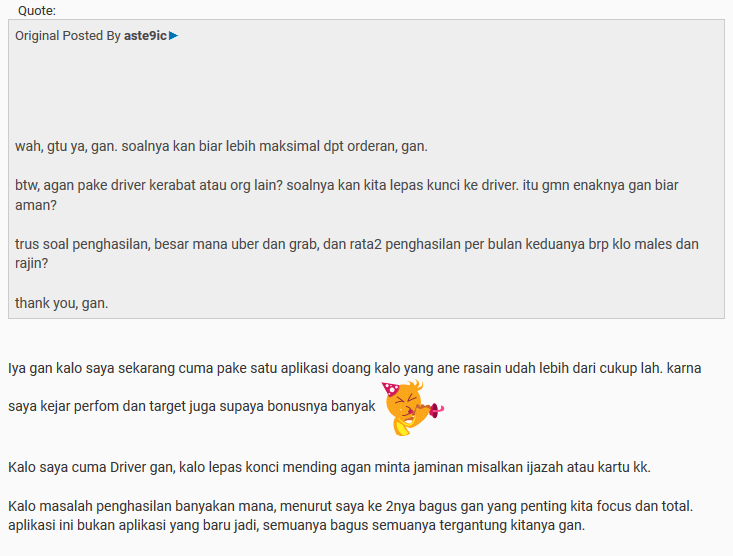 Quote:
Original Posted By aste9ic►
wah, gtu ya, gan. soalnya kan biar lebih maksimal dpt orderan, gan.
btw, agan pake driver kerabat atau org lain? soalnya kan kita lepas kunci ke driver. itu gmn enaknya gan biar
aman?
trus soal penghasilan, besar mana uber dan grab, dan rata2 penghasilan per bulan keduanya brp klo males dan
rajin?
thank you, gan.
Iya gan kalo saya sekarang cuma pake satu aplikasi doang kalo yang ane rasain udah lebih dari cukup lah. karna
saya kejar perfom dan target juga supaya bonusnya banyak
Kalo saya cuma Driver gan, kalo lepas konci mending agan minta jaminan misalkan ijazah atau kartu kk.
Kalo masalah penghasilan banyakan mana, menurut saya ke 2nya bagus gan yang penting kita focus dan total.
aplikasi ini bukan aplikasi yang baru jadi, semuanya bagus semuanya tergantung kitanya gan.